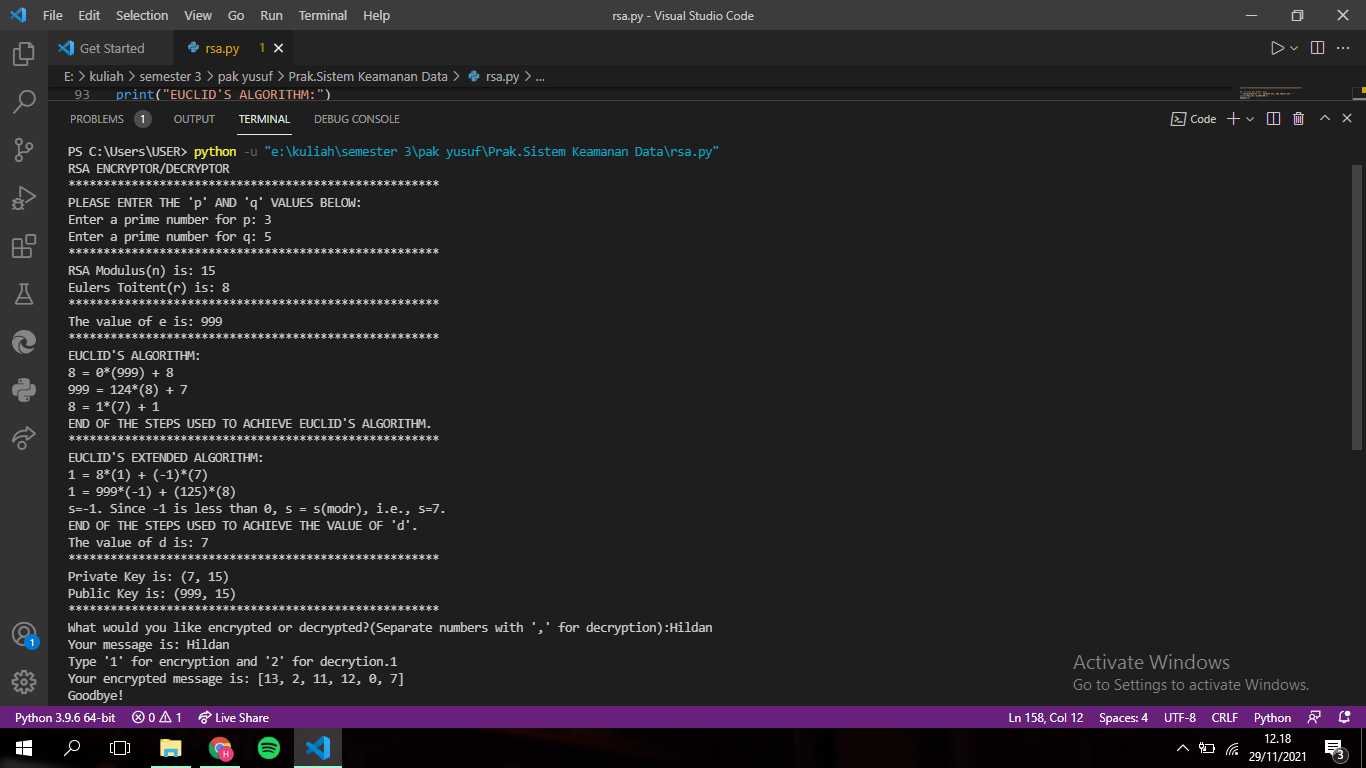 File Edit Selection View Go Run Terminal Help rsa.py - Visual Studio Code
Get Started rsa.py 1
E: > kuliah > semester 3 > pak yusuf > Prak.Sistem Keamanan Data > rsa.py > ...
93 print("EUCLID'S ALGORITHM:")
PROBLEMS 1 OUTPUT TERMINAL DEBUG CONSOLE Code
PS C:\Users\USER> python -u "e:\kuliah\semester 3\pak yusuf\Prak.Sistem Keamanan Data\rsa.py"
RSA ENCRYPTOR/DECRYPTOR
*****************************************************
PLEASE ENTER THE 'p' AND 'q' VALUES BELOW:
Enter a prime number for p: 3
Enter a prime number for q: 5
*****************************************************
RSA Modulus(n) is: 15
Eulers Toitent(r) is: 8
*****************************************************
The value of e is: 999
*****************************************************
EUCLID'S ALGORITHM:
8 = 0*(999) + 8
999 = 124*(8) + 7
8 = 1*(7) + 1
END OF THE STEPS USED TO ACHIEVE EUCLID'S ALGORITHM.
*****************************************************
EUCLID'S EXTENDED ALGORITHM:
1 = 8*(1) + (-1)*(7)
1 = 999*(-1) + (125)*(8)
s=-1. Since -1 is less than 0, s = s(modr), i.e., s=7.
END OF THE STEPS USED TO ACHIEVE THE VALUE OF 'd'.
The value of d is: 7
*****************************************************
Private Key is: (7, 15)
Public Key is: (999, 15)
*****************************************************
What would you like encrypted or decrypted?(Separate numbers with ',' for decryption):Hildan
Your message is: Hildan
Type '1' for encryption and '2' for decrytion.1
Your encrypted message is: [13, 2, 11, 12, 0, 7]
Goodbye!
Activate Windows
Go to Settings to activate Windows.
1
Python 3.9.6 64-bit 0 1 Live Share Ln 158, Col 12 Spaces: 4 UTF-8 CRLF Python
H
12.18
29/11/2021
3